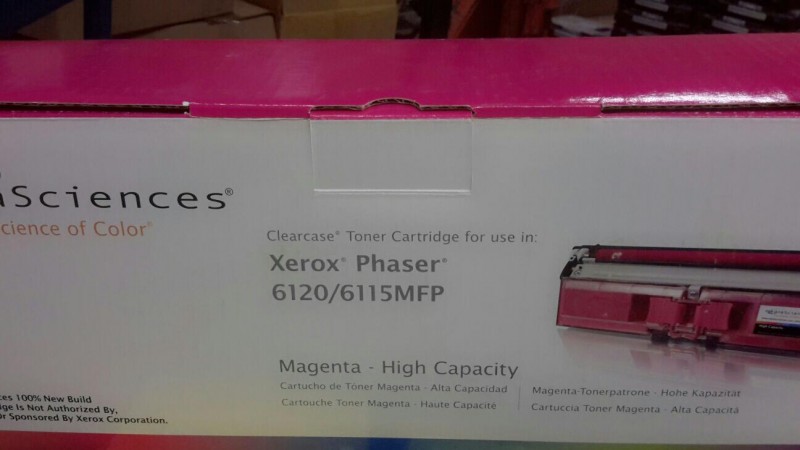 Sciences®
cience of Color®
Clearcase® Toner Cartridge for use in:
Xerox® Phaser®
6120/6115MFP
Magenta - High Capacity
Cartucho de Tóner Magenta - Alta Capacidad
Cartouche Toner Magenta - Haute Capacité
Magenta-Tonerpatrone - Hohe Kapazität
Cartuccia Toner Magenta - Alta Capacitá
ces 100% New Build
ge Is Not Authorized By,
r Sponsored By Xerox Corporation.